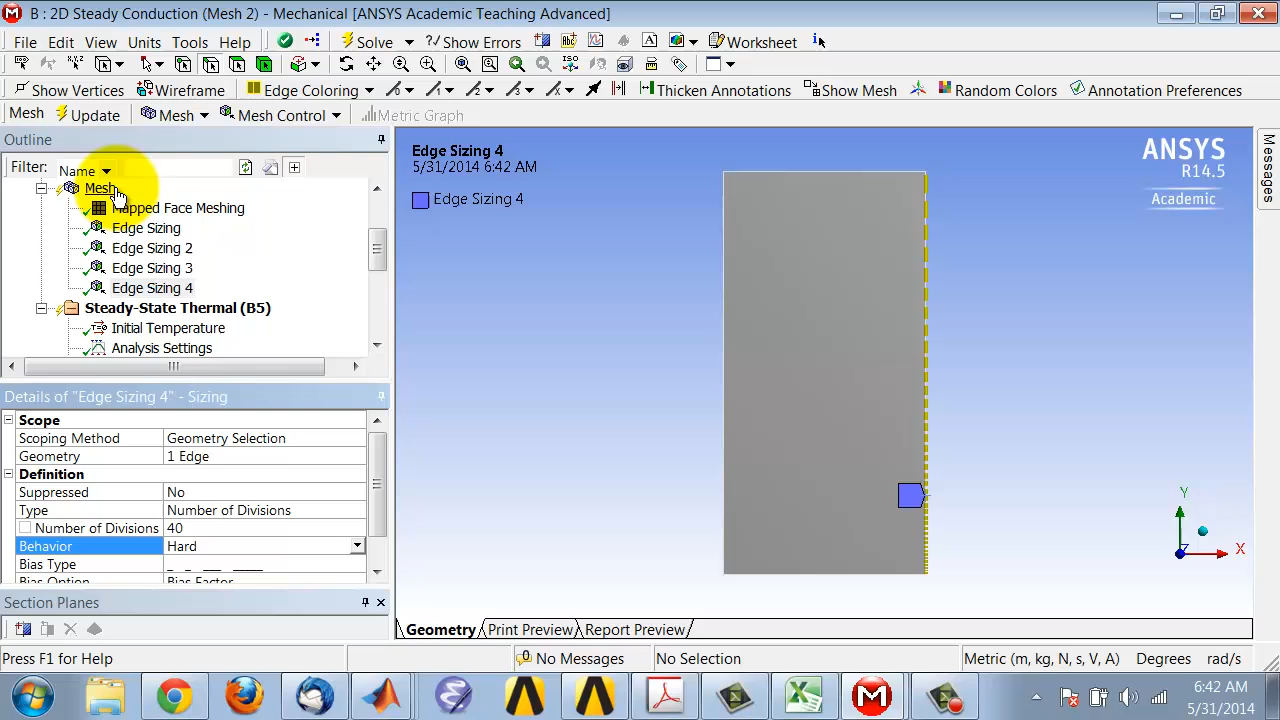 B : 2D Steady Conduction (Mesh 2) - Mechanical [ANSYS Academic Teaching Advanced]
File Edit View Units Tools Help Solve Show Errors Worksheet
Show Vertices Wireframe Edge Coloring Thicken Annotations Show Mesh Random Colors Annotation Preferences
Mesh Update Mesh Mesh Control Metric Graph
Outline
Filter: Name
Mesh
Mapped Face Meshing
Edge Sizing
Edge Sizing 2
Edge Sizing 3
Edge Sizing 4
Steady-State Thermal (B5)
Initial Temperature
Analysis Settings
Details of "Edge Sizing 4" - Sizing
Scope
Scoping Method Geometry Selection
Geometry 1 Edge
Definition
Suppressed No
Type Number of Divisions
Number of Divisions 40
Behavior Hard
Bias Type _ _ __ ____
Bias Option Bias Factor
Section Planes
Edge Sizing 4
5/31/2014 6:42 AM
Edge Sizing 4
ANSYS
R14.5
Academic
Y
Z
X
Messages
Geometry Print Preview Report Preview
Press F1 for Help 0 No Messages No Selection Metric (m, kg, N, s, V, A) Degrees rad/s
6:42 AM
5/31/2014